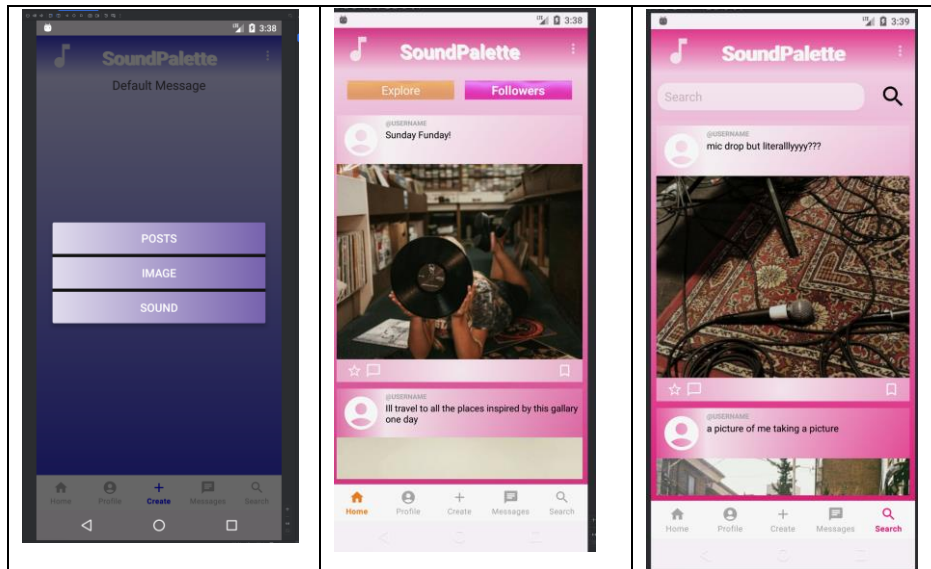 3:38
SoundPalette
Default Message
POSTS
IMAGE
SOUND
Home
Profile
Create
Messages
Search
3:38
SoundPalette
Explore
Followers
@USERNAME
Sunday Funday!
@USERNAME
Ill travel to all the places inspired by this gallary
one day
Home
Profile
Create
Messages
Search
3:39
SoundPalette
Search
@USERNAME
mic drop but literalllyyyy???
@USERNAME
a picture of me taking a picture
Home
Profile
Create
Messages
Search